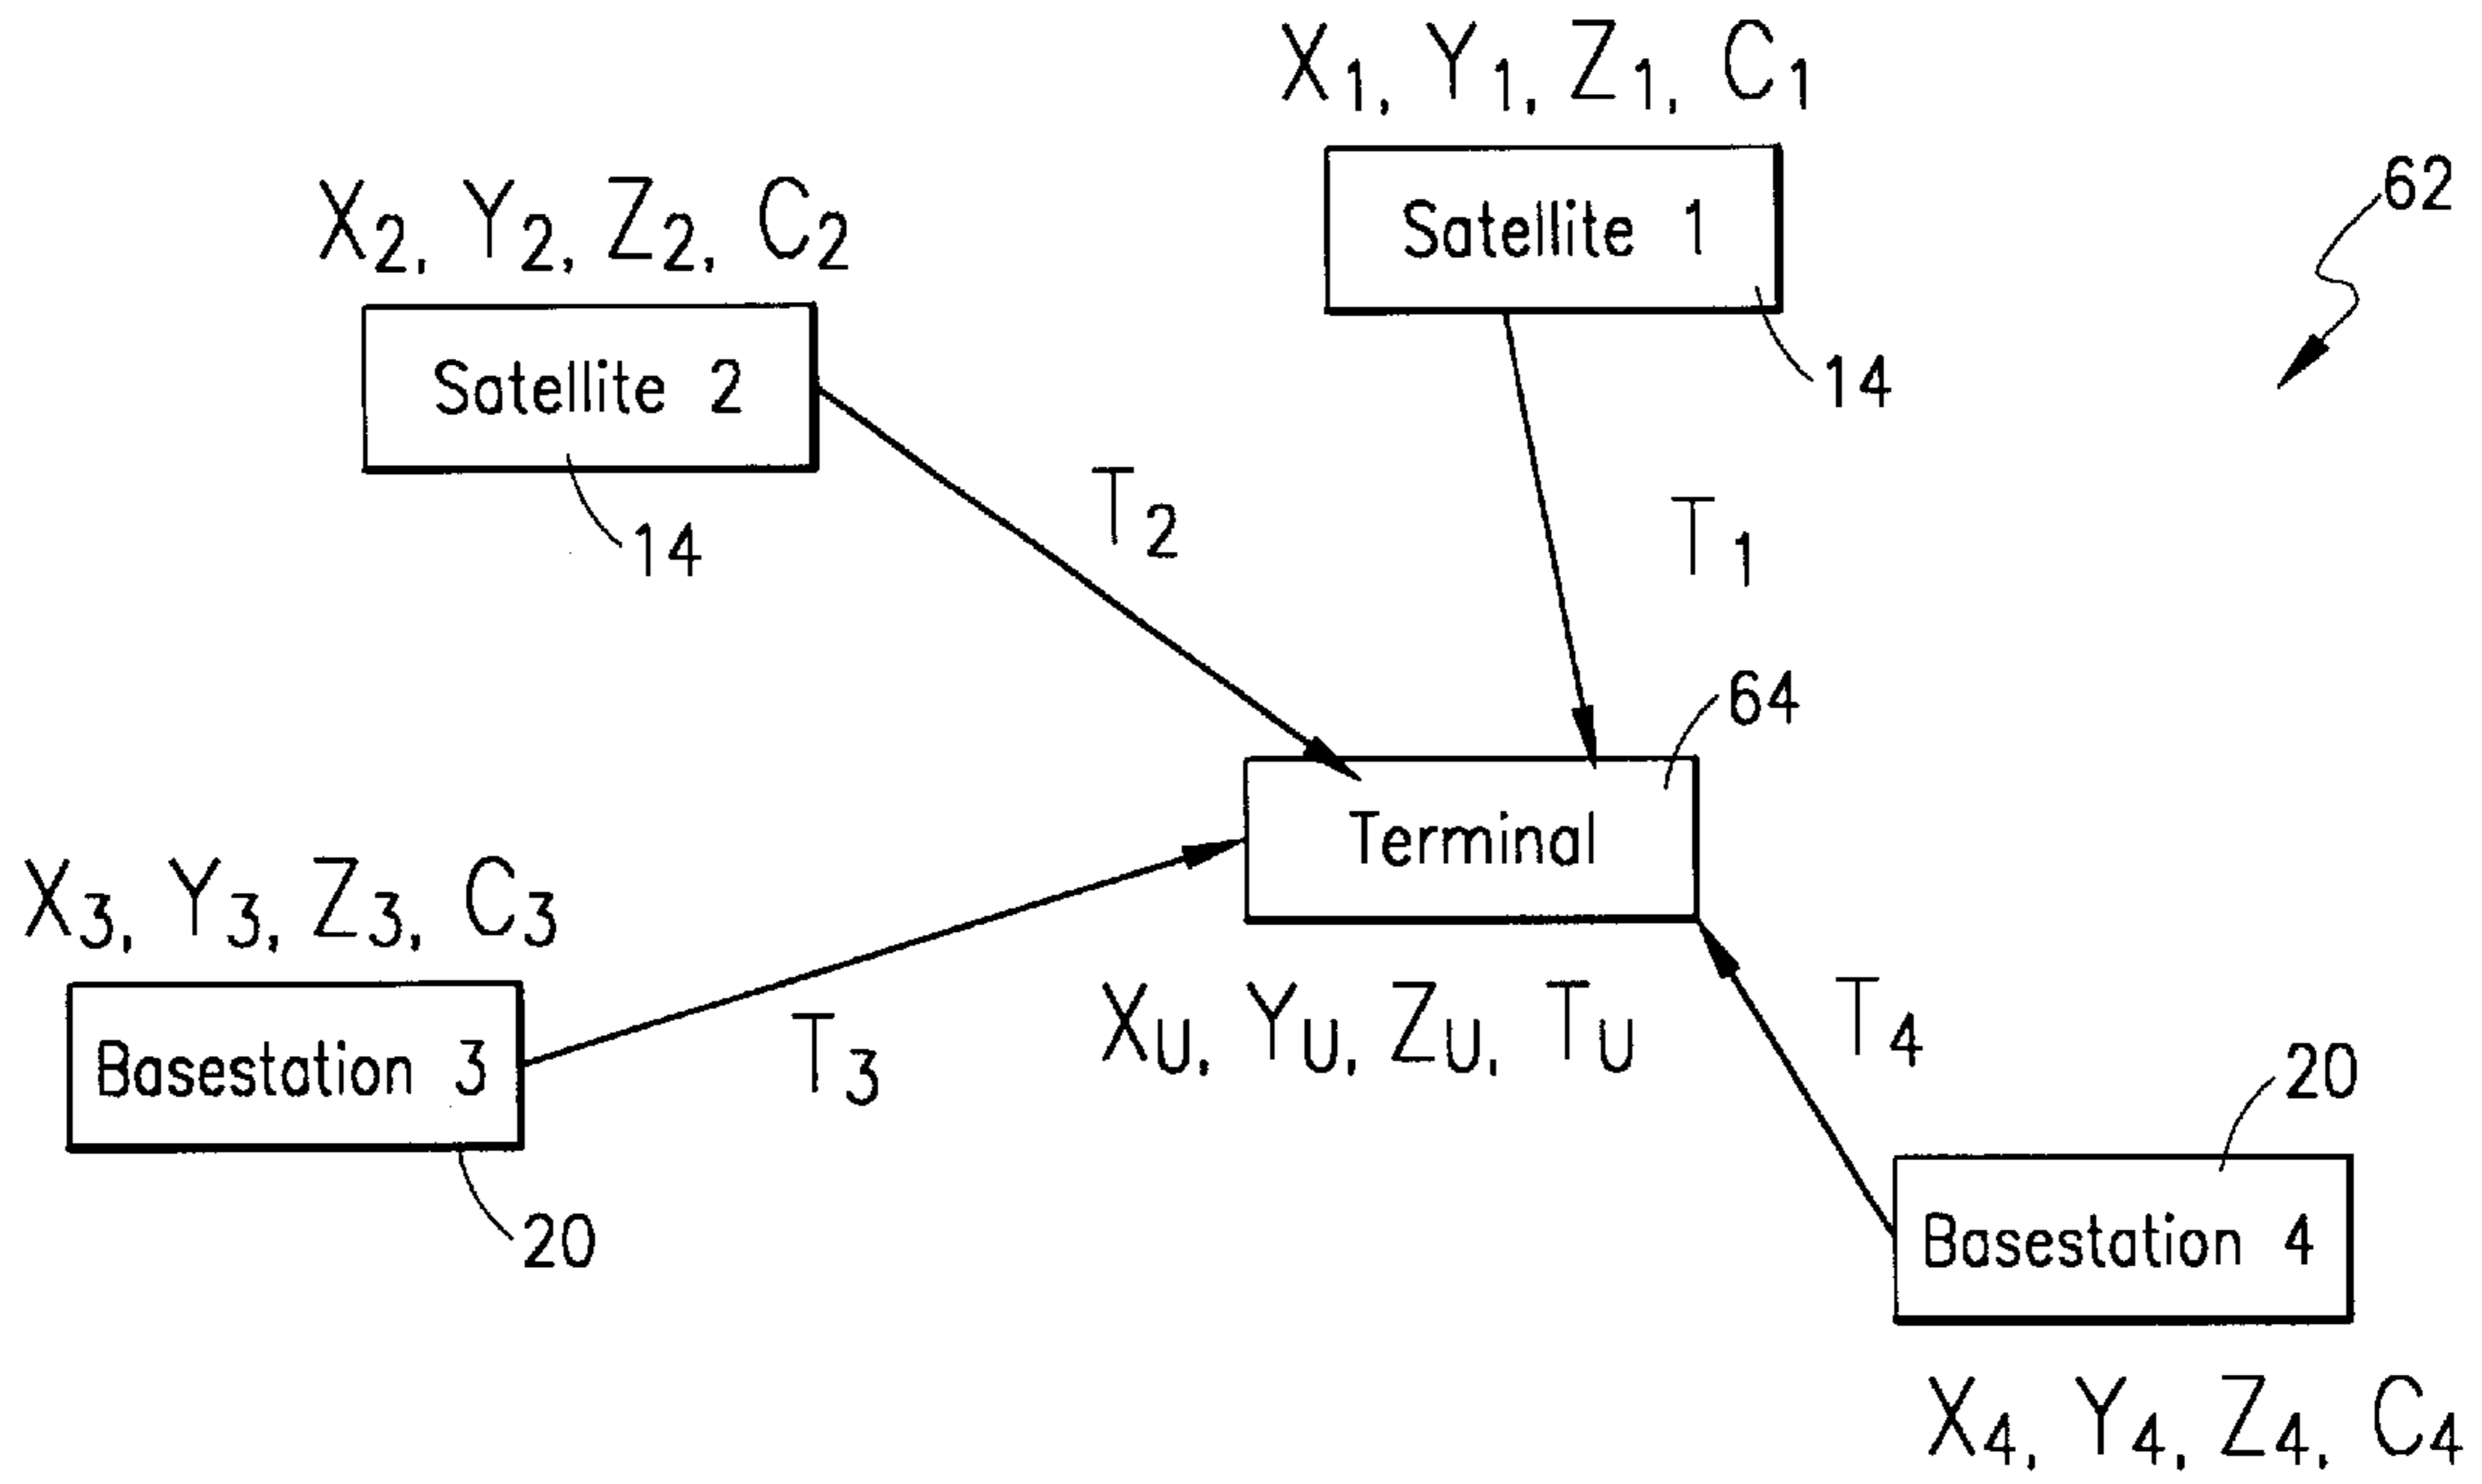 X1, Y1, Z1, C1
62
X2, Y2, Z2, C2
Satellite 1
14
Satellite 2
14
T2
T1
64
Terminal
X3, Y3, Z3, C3
XU, YU, ZU, TU
T4
T3
Basestation 3
20
20
Basestation 4
X4, Y4, Z4, C4